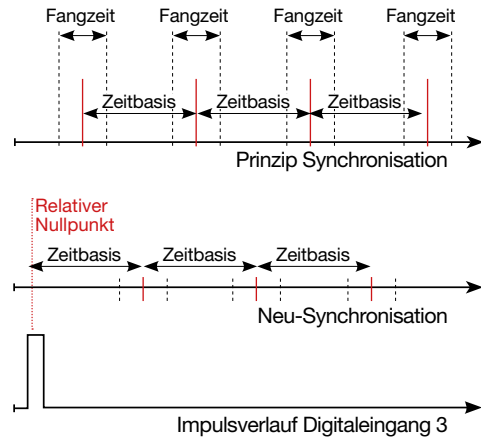 Fangzeit Fangzeit Fangzeit Fangzeit
Zeitbasis Zeitbasis Zeitbasis
Prinzip Synchronisation
Relativer
Nullpunkt
Zeitbasis Zeitbasis Zeitbasis
Neu-Synchronisation
Impulsverlauf Digitaleingang 3